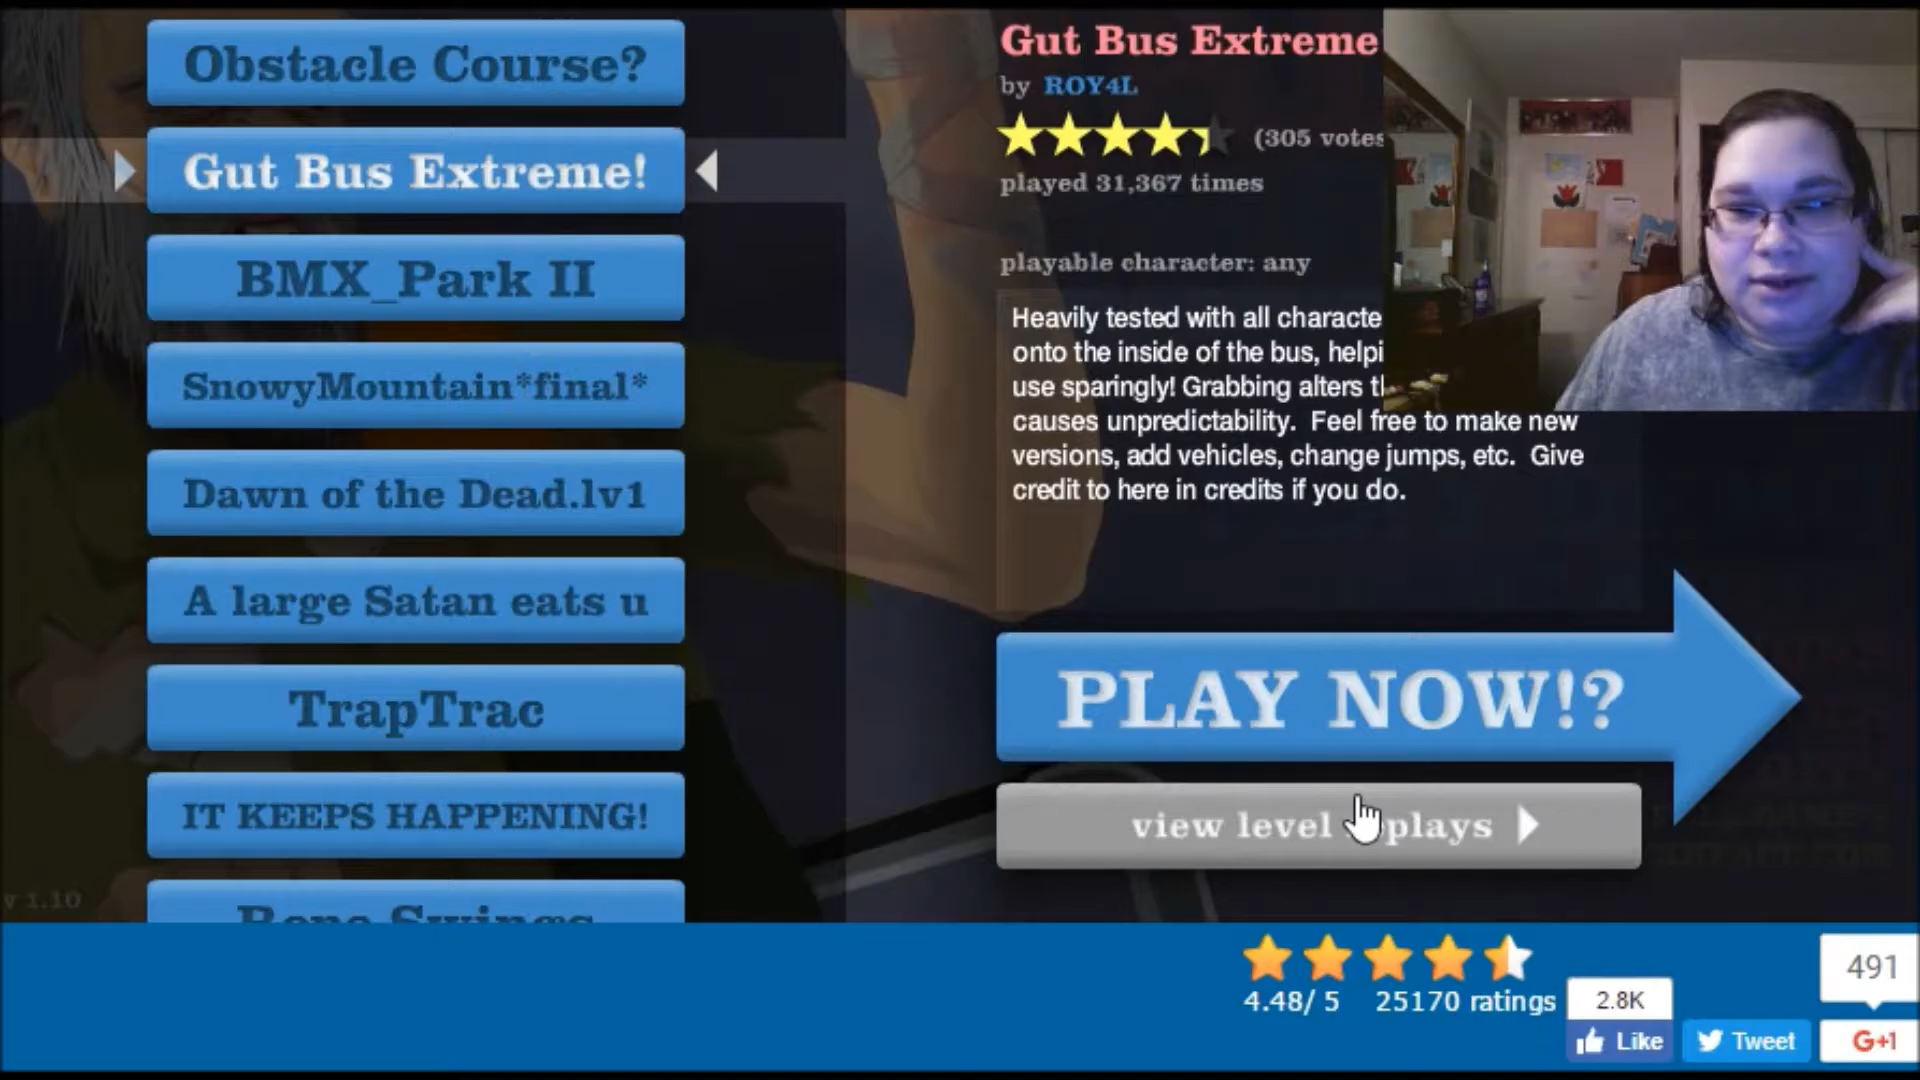 Obstacle Course?
Gut Bus Extreme!
BMX_Park II
SnowyMountain*final*
Dawn of the Dead.lv1
A large Satan eats u
TrapTrac
IT KEEPS HAPPENING!
Rope Swings
v 1.10
Gut Bus Extreme
by ROY4L
(305 votes
played 31,367 times
playable character: any
Heavily tested with all characte
onto the inside of the bus, helpi
use sparingly! Grabbing alters
causes unpredictability. Feel free to make new
versions, add vehicles, change jumps, etc. Give
credit to here in credits if you do.
PLAY NOW!?
view level plays
4.48/ 5 25170 ratings
2.8K
Like
Tweet
491
G+1